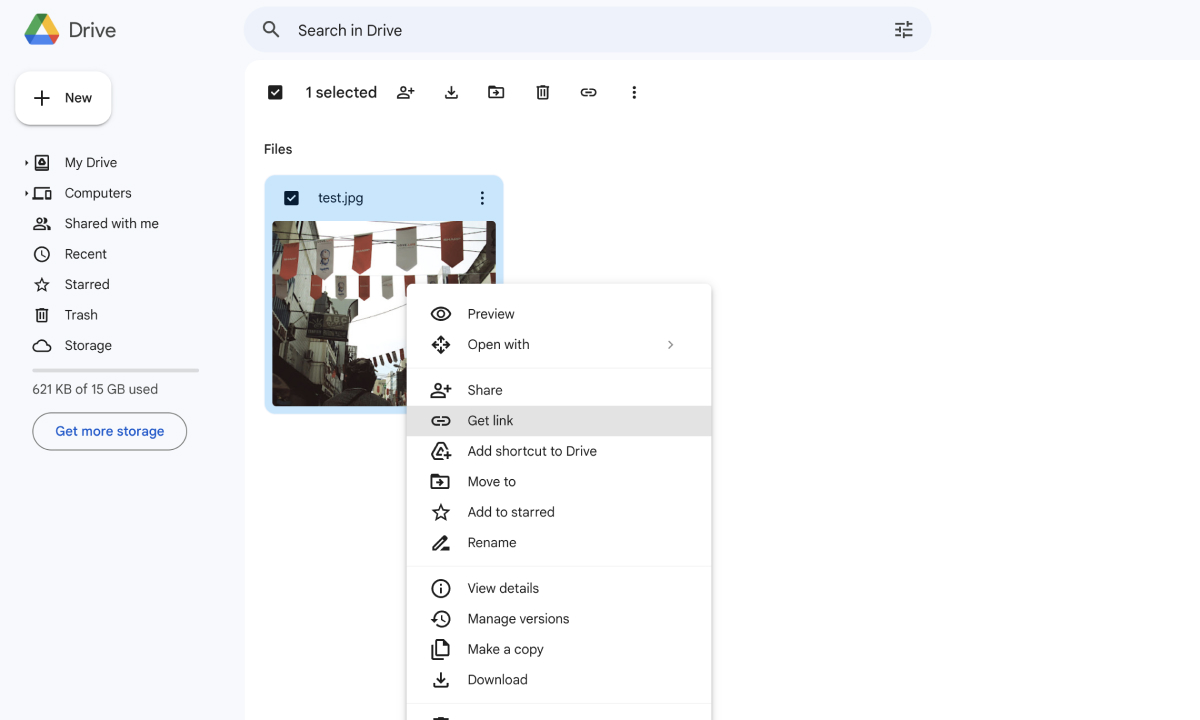 Drive
Search in Drive
New
1 selected
My Drive
Computers
Shared with me
Recent
Starred
Trash
Storage
621 KB of 15 GB used
Get more storage
Files
test.jpg
Preview
Open with
Share
Get link
Add shortcut to Drive
Move to
Add to starred
Rename
View details
Manage versions
Make a copy
Download